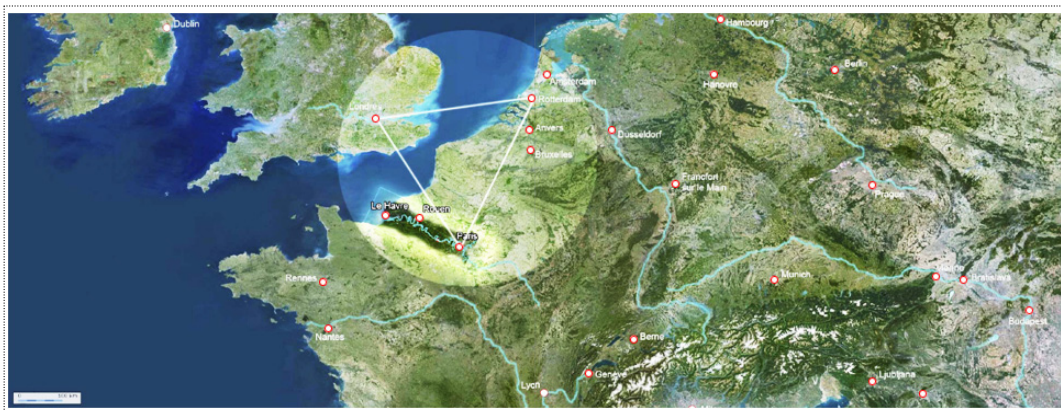 Dublin
Hambourg
Berlin
Hanovre
Amsterdam
Rotterdam
Londres
Anvers
Bruxelles
Dusseldorf
Francfort
sur le Main
Prague
Le Havre
Rouen
Paris
Rennes
Nantes
Munich
Bratislava
Budapest
Berne
Genève
Lyon
Ljubljana